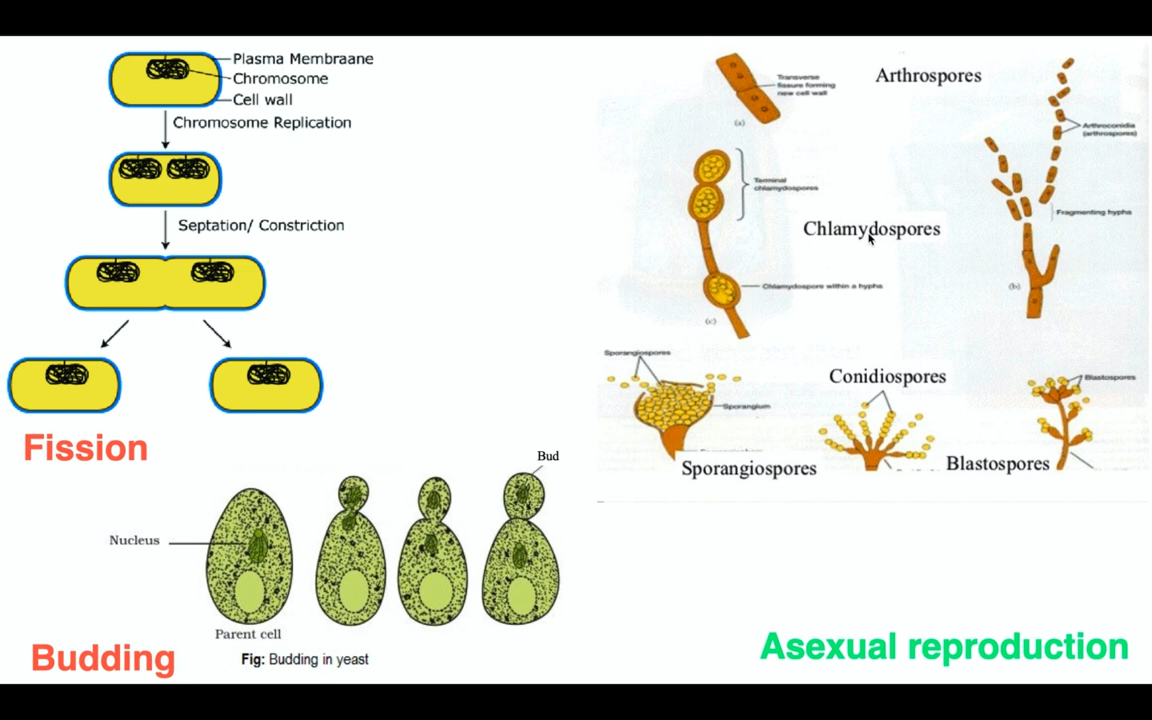 Plasma Membraane
Chromosome
Cell wall
Chromosome Replication
Septation/ Constriction
Fission
Bud
Nucleus
Parent cell
Fig: Budding in yeast
Budding
Arthrospores
Transverse
fissure forming
new cell wall
(a)
Arthroconidia
(arthrospores)
Terminal
chlamydospores
Fragmenting hypha
Chlamydospores
Chlamydospore within a hypha
(b)
(c)
Sporangiospores
Conidiospores
Blastospores
Sporangium
Sporangiospores
Blastospores
Asexual reproduction